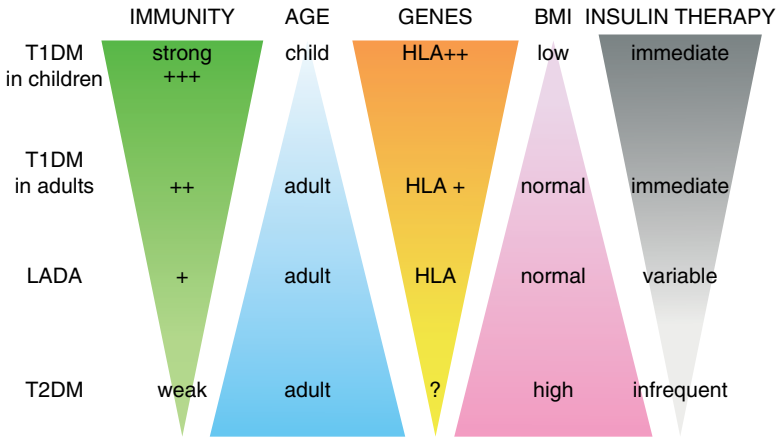 IMMUNITY AGE GENES BMI INSULIN THERAPY
T1DM strong child HLA++ low immediate
in children +++
T1DM
in adults ++ adult HLA + normal immediate
LADA + adult HLA normal variable
T2DM weak adult ? high infrequent